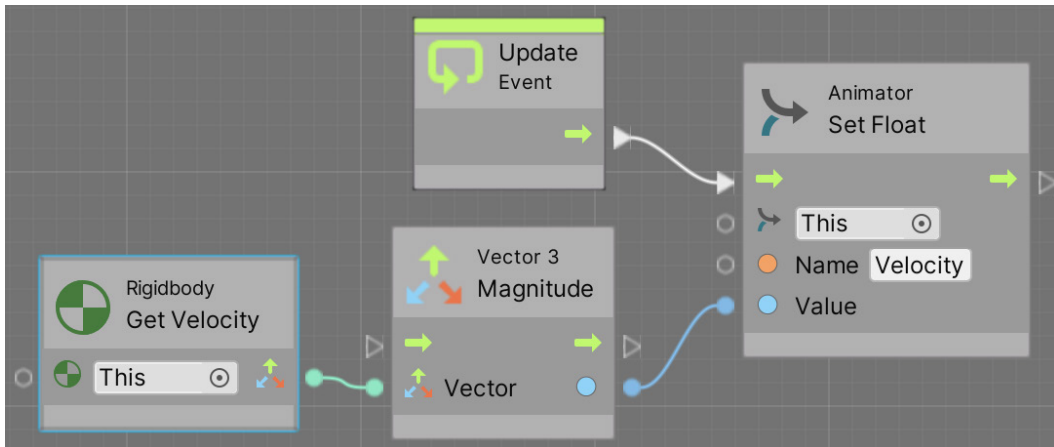 Update
Event
Animator
Set Float
This
Name Velocity
Value
Vector 3
Magnitude
Vector
Rigidbody
Get Velocity
This